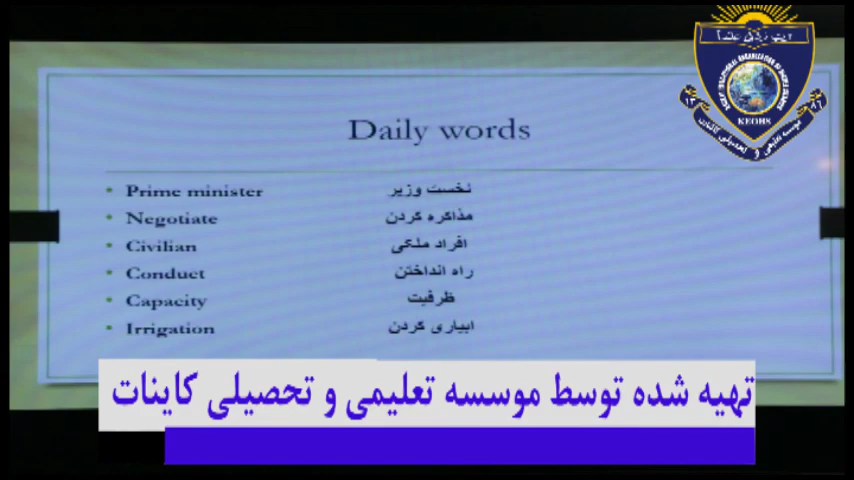 KEOHS
Daily words
Prime minister نخست وزیر
Negotiate مذاکره کردن
Civilian افراد ملکی
Conduct راه انداختن
Capacity ظرفیت
Irrigation ابیاری کردن
تهیه شده توسط موسسه تعلیمی و تحصیلی کاینات